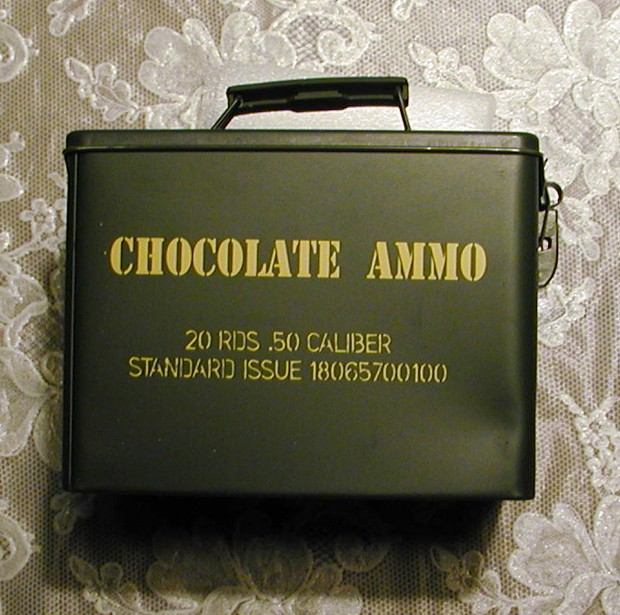 CHOCOLATE AMMO
20 RDS .50 CALIBER
STANDARD ISSUE 18065700100